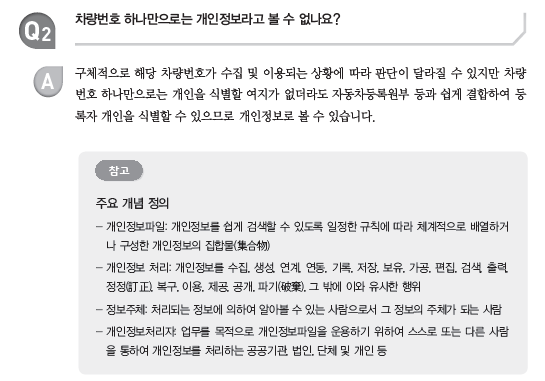 Q2
차량번호 하나만으로는 개인정보라고 볼 수 없나요?
A
구체적으로 해당 차량번호가 수집 및 이용되는 상황에 따라 판단이 달라질 수 있지만 차량
번호 하나만으로는 개인을 식별할 여지가 없더라도 자동차등록원부 등과 쉽게 결합하여 등
록자 개인을 식별할 수 있으므로 개인정보로 볼 수 있습니다.
참고
주요 개념 정의
– 개인정보파일: 개인정보를 쉽게 검색할 수 있도록 일정한 규칙에 따라 체계적으로 배열하거
나 구성한 개인정보의 집합물(集合物)
– 개인정보 처리: 개인정보를 수집, 생성, 연계, 연동, 기록, 저장, 보유, 가공, 편집, 검색, 출력,
정정(訂正), 복구, 이용, 제공, 공개, 파기(破棄), 그 밖에 이와 유사한 행위
– 정보주체: 처리되는 정보에 의하여 알아볼 수 있는 사람으로서 그 정보의 주체가 되는 사람
– 개인정보처리자: 업무를 목적으로 개인정보파일을 운용하기 위하여 스스로 또는 다른 사람
을 통하여 개인정보를 처리하는 공공기관, 법인, 단체 및 개인 등